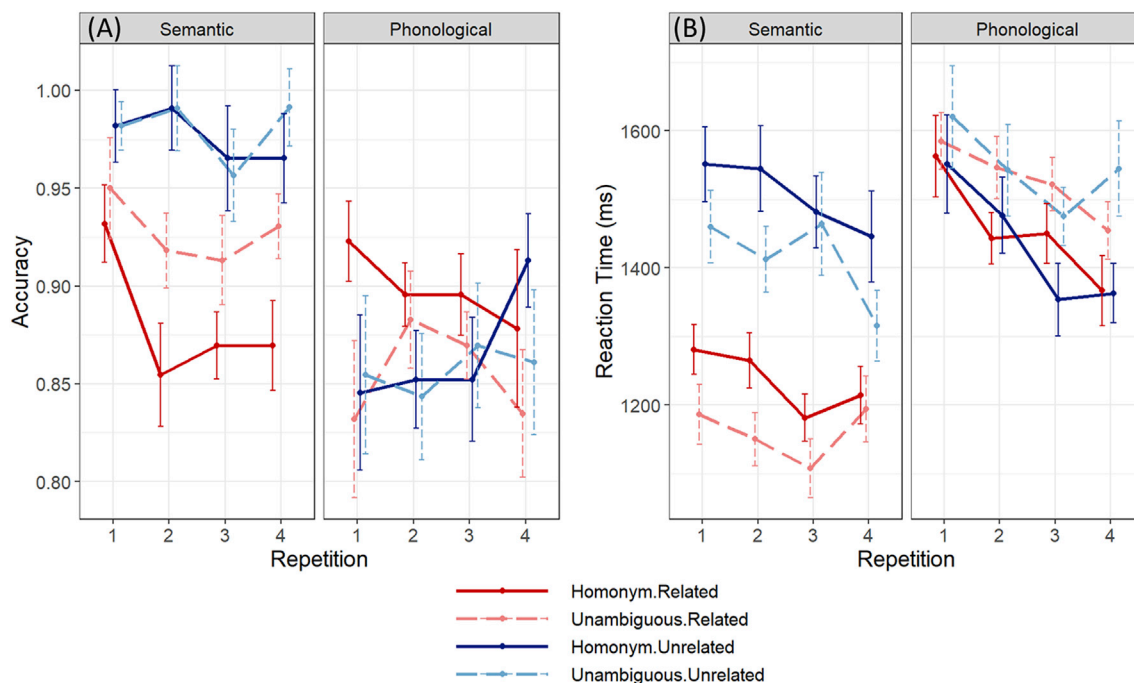 (A)
Semantic
Phonological
Accuracy
1.00
0.95
0.90
0.85
0.80
1 2 3 4
1 2 3 4
Repetition
(B)
Semantic
Phonological
Reaction Time (ms)
1600
1400
1200
1 2 3 4
1 2 3 4
Repetition
Homonym.Related
Unambiguous.Related
Homonym.Unrelated
Unambiguous.Unrelated